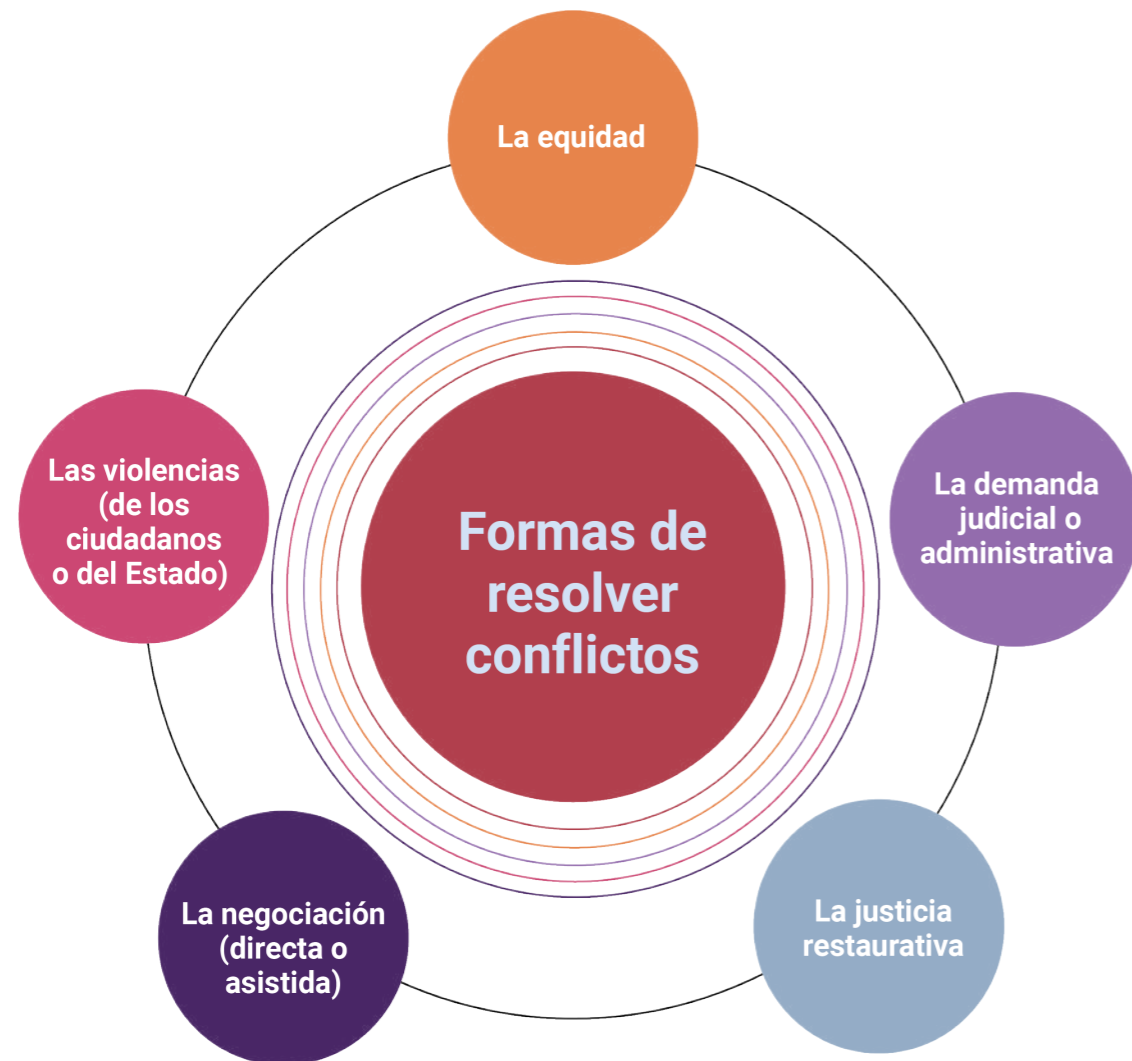 La equidad
Las violencias
(de los
ciudadanos
o del Estado)
La demanda
judicial o
administrativa
Formas de
resolver
conflictos
La negociación
(directa o
asistida)
La justicia
restaurativa